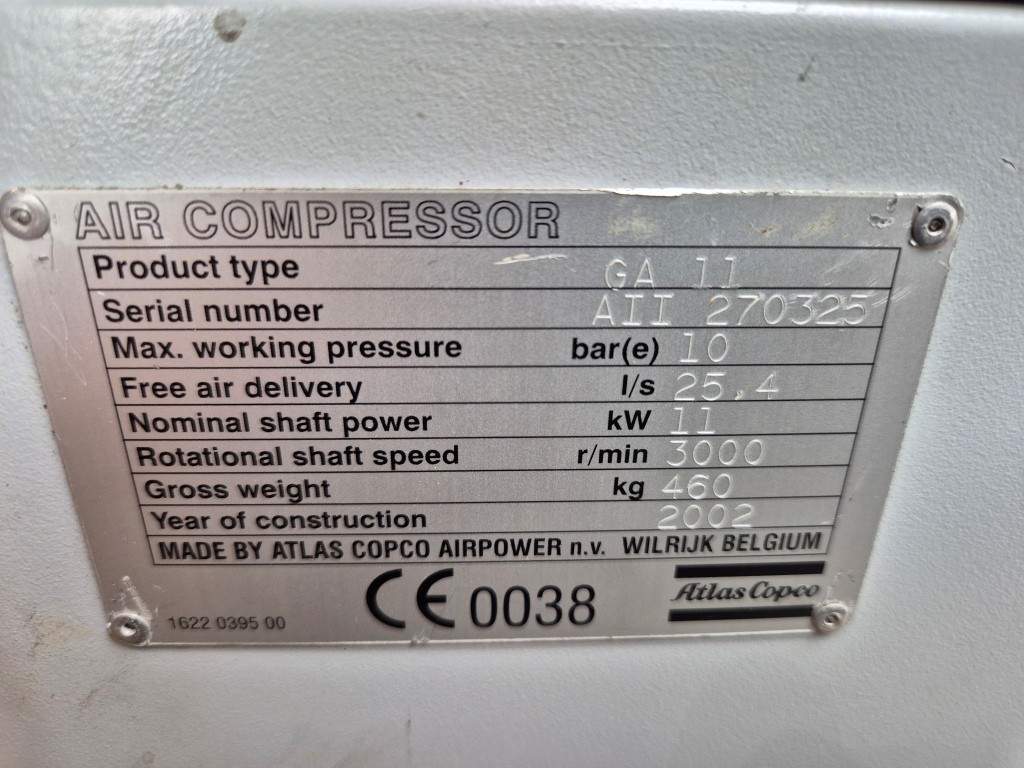 AIR COMPRESSOR
Product type GA 11
Serial number AII 270325
Max. working pressure bar(e) 10
Free air delivery l/s 25.4
Nominal shaft power kW 11
Rotational shaft speed r/min 3000
Gross weight kg 460
Year of construction 2002
MADE BY ATLAS COPCO AIRPOWER n.v. WILRIJK BELGIUM
1622 0395 00 CE 0038 Atlas Copco